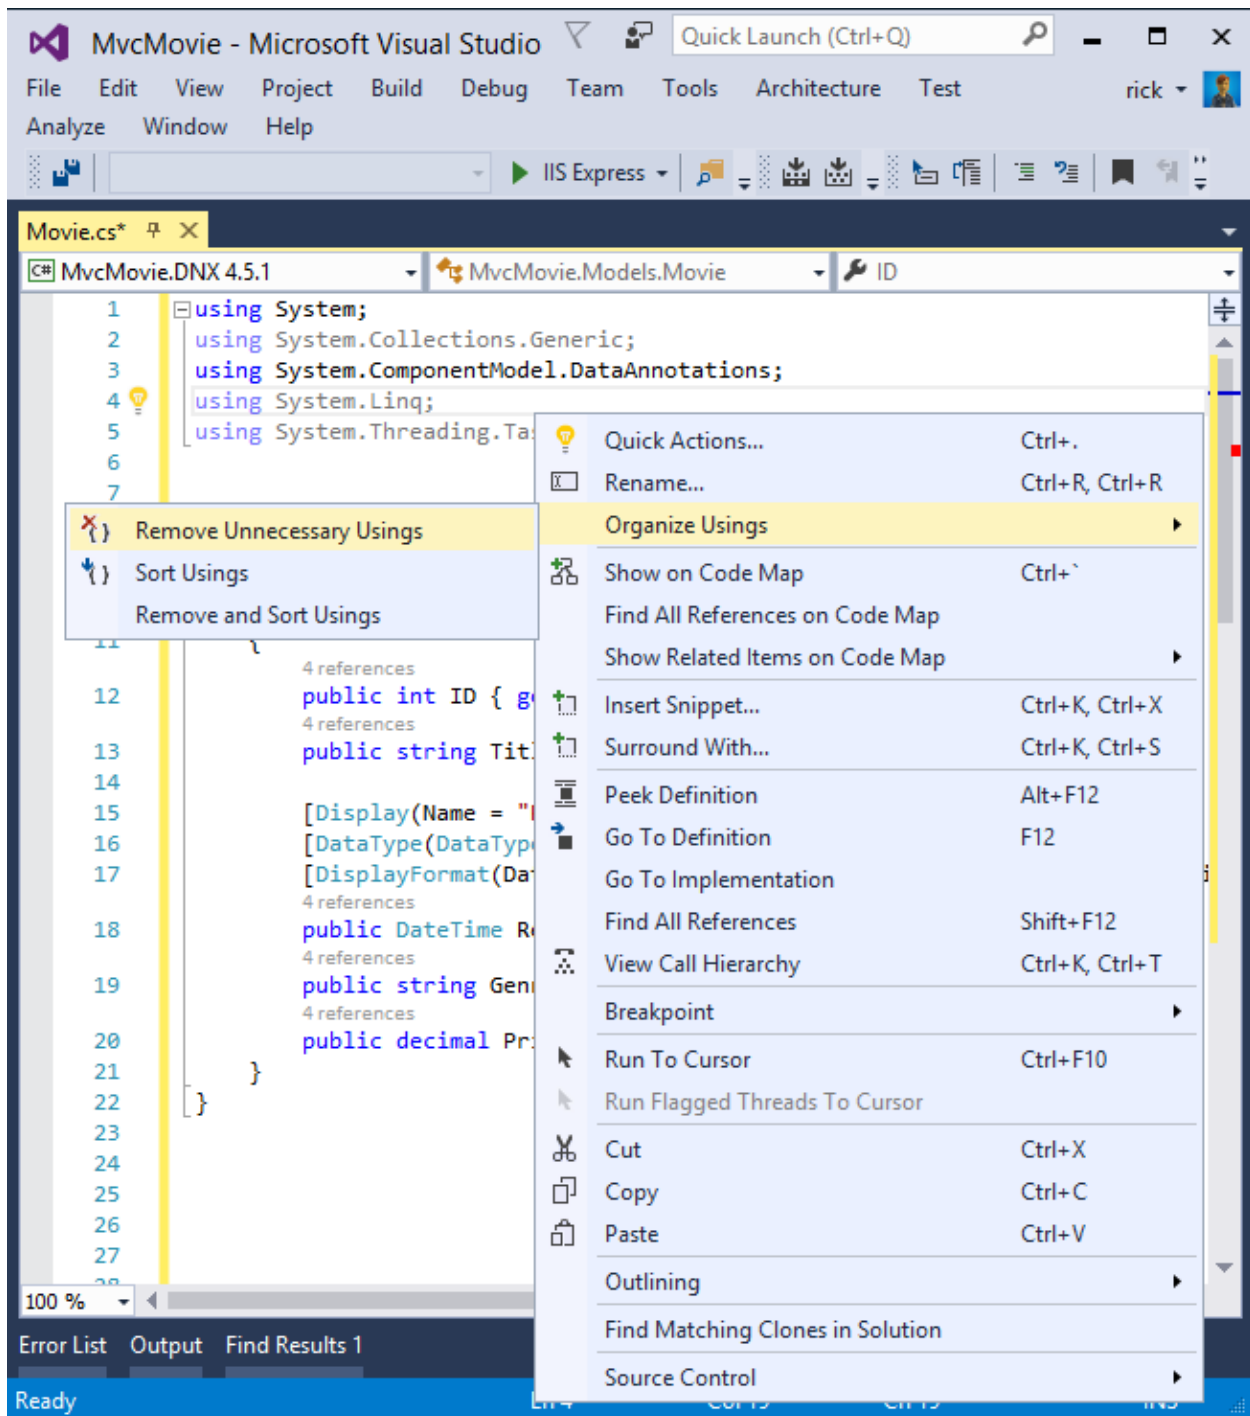 MvcMovie - Microsoft Visual Studio
Quick Launch (Ctrl+Q)
File Edit View Project Build Debug Team Tools Architecture Test rick
Analyze Window Help
IIS Express
Movie.cs*
C# MvcMovie.DNX 4.5.1 MvcMovie.Models.Movie ID
1 using System;
2 using System.Collections.Generic;
3 using System.ComponentModel.DataAnnotations;
4 using System.Linq;
5 using System.Threading.Tas
6
7
Remove Unnecessary Usings
Sort Usings
Remove and Sort Usings
11 {
4 references
12 public int ID { g
4 references
13 public string Tit
14
15 [Display(Name = "
16 [DataType(DataTyp
17 [DisplayFormat(Da
4 references
18 public DateTime R
4 references
19 public string Gen
4 references
20 public decimal Pr
21 }
22 }
23
24
25
26
27
28
Quick Actions... Ctrl+.
Rename... Ctrl+R, Ctrl+R
Organize Usings
Show on Code Map Ctrl+`
Find All References on Code Map
Show Related Items on Code Map
Insert Snippet... Ctrl+K, Ctrl+X
Surround With... Ctrl+K, Ctrl+S
Peek Definition Alt+F12
Go To Definition F12
Go To Implementation
Find All References Shift+F12
View Call Hierarchy Ctrl+K, Ctrl+T
Breakpoint
Run To Cursor Ctrl+F10
Run Flagged Threads To Cursor
Cut Ctrl+X
Copy Ctrl+C
Paste Ctrl+V
Outlining
Find Matching Clones in Solution
Source Control
100 %
Error List Output Find Results 1
Ready